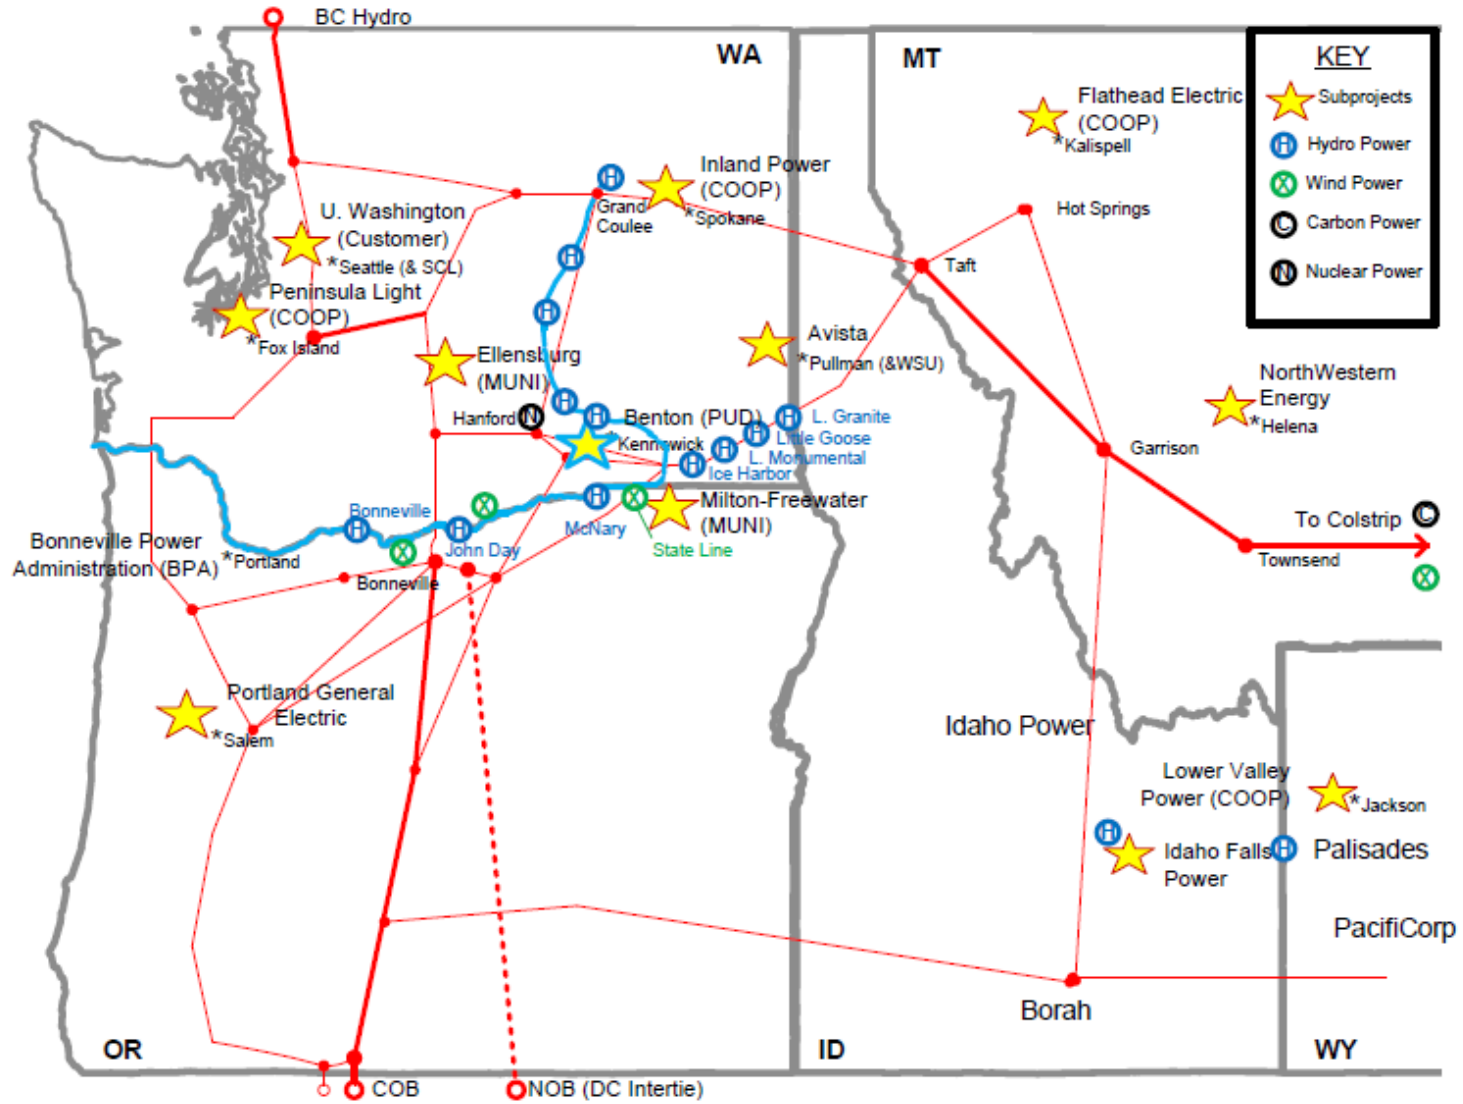 BC Hydro
WA
MT
KEY
Subprojects
Hydro Power
Wind Power
Carbon Power
Nuclear Power
H
X
C
N
Flathead Electric
(COOP)
*Kalispell
Inland Power
(COOP)
*Spokane
H
Grand
Coulee
Hot Springs
U. Washington
(Customer)
*Seattle (& SCL)
Taft
H
Peninsula Light
(COOP)
*Fox Island
H
Avista
*Pullman (&WSU)
Ellensburg
(MUNI)
NorthWestern
Energy
*Helena
Hanford
N
H
H
Benton (PUD)
*Kennewick
H
L. Granite
H
Little Goose
H
L. Monumental
H
Ice Harbor
Garrison
Bonneville
H
X
H
John Day
X
H
McNary
X
State Line
Milton-Freewater
(MUNI)
To Colstrip
C
X
Townsend
Bonneville Power
Administration (BPA)
*Portland
Bonneville
Portland General
Electric
*Salem
Idaho Power
Lower Valley
Power (COOP)
*Jackson
H
Idaho Falls
Power
H
Palisades
PacifiCorp
Borah
OR
ID
WY
COB
NOB (DC Intertie)